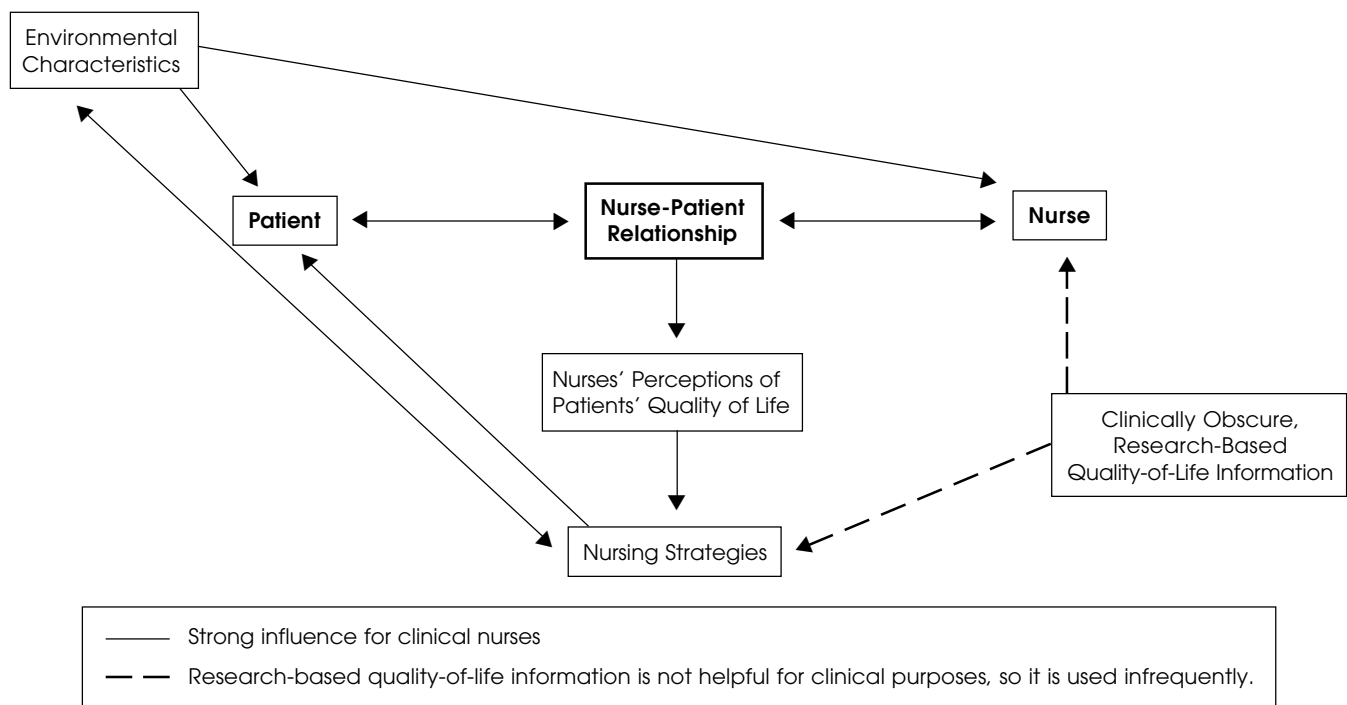 Environmental
Characteristics
Patient
Nurse-Patient
Relationship
Nurse
Nurses’ Perceptions of
Patients’ Quality of Life
Clinically Obscure,
Research-Based
Quality-of-Life Information
Nursing Strategies
Strong influence for clinical nurses
Research-based quality-of-life information is not helpful for clinical purposes, so it is used infrequently.